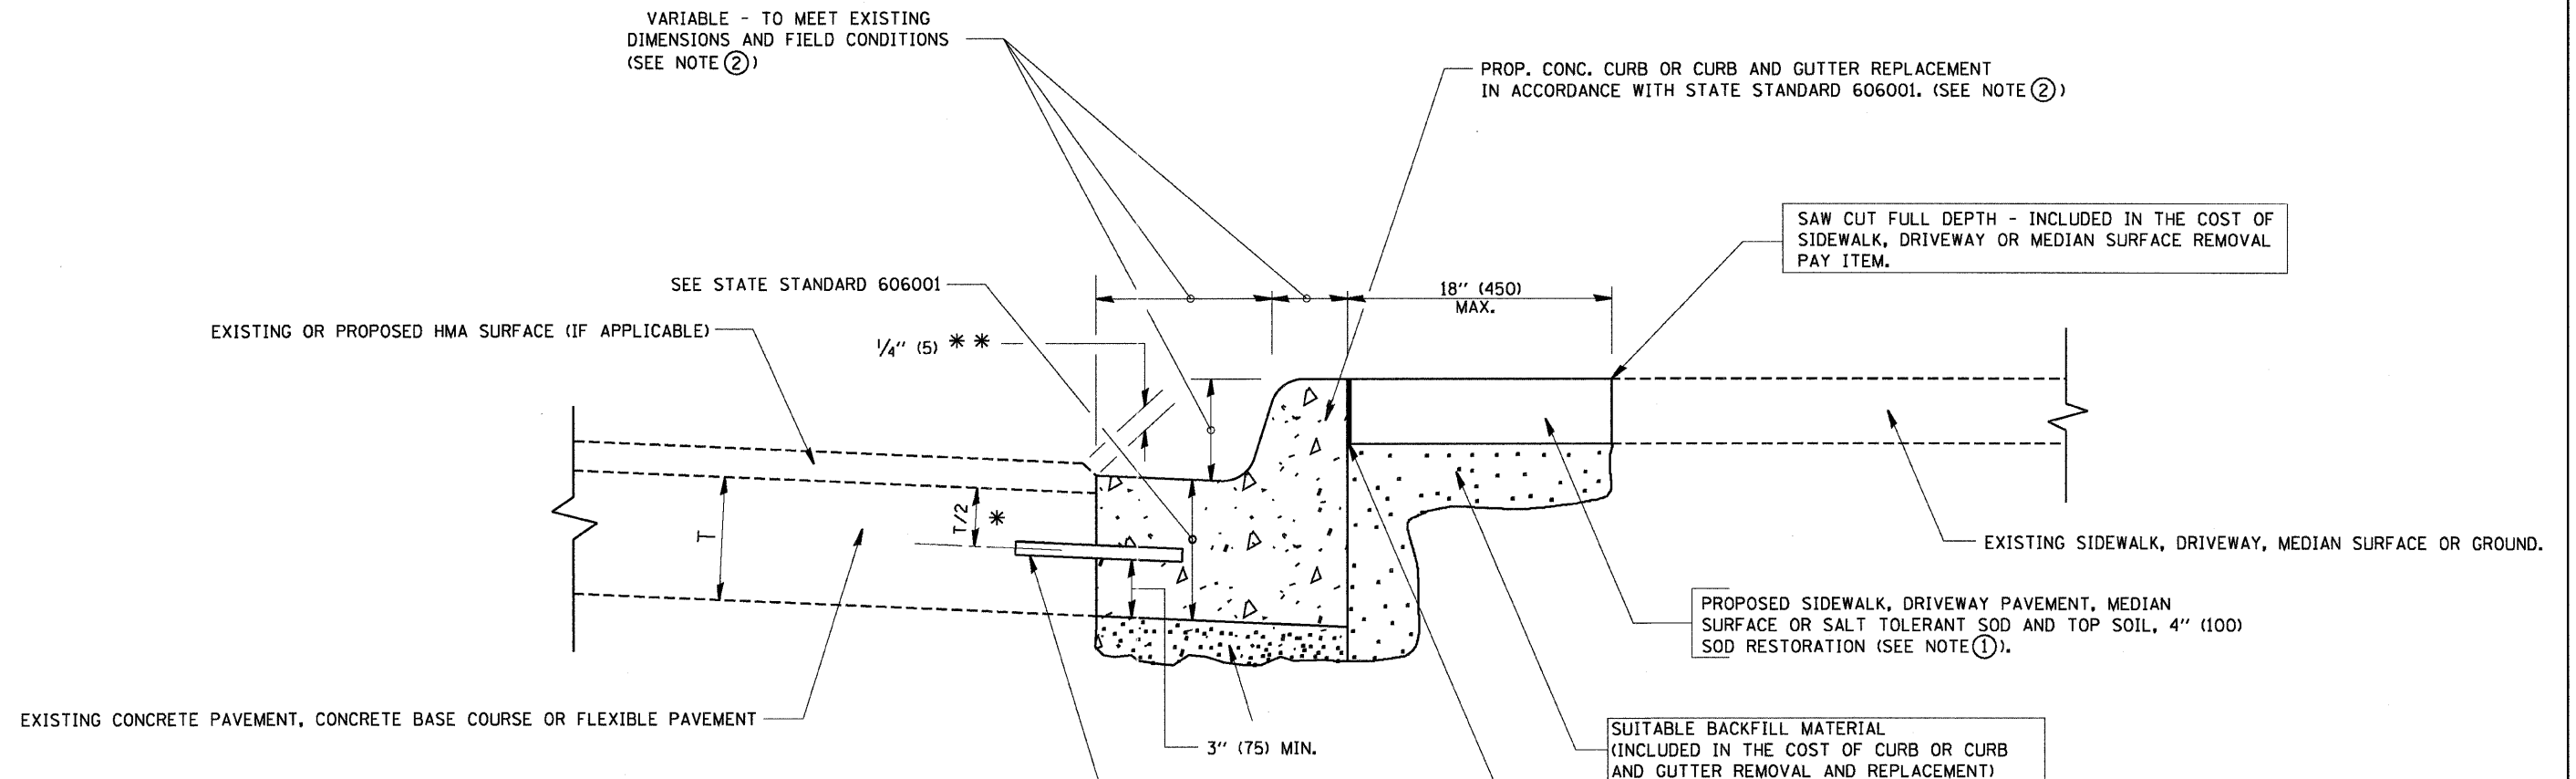 VARIABLE - TO MEET EXISTING
DIMENSIONS AND FIELD CONDITIONS
(SEE NOTE ②)
PROP. CONC. CURB OR CURB AND GUTTER REPLACEMENT
IN ACCORDANCE WITH STATE STANDARD 606001. (SEE NOTE ②)
SAW CUT FULL DEPTH - INCLUDED IN THE COST OF
SIDEWALK, DRIVEWAY OR MEDIAN SURFACE REMOVAL
PAY ITEM.
SEE STATE STANDARD 606001
18" (450)
MAX.
EXISTING OR PROPOSED HMA SURFACE (IF APPLICABLE)
1/4" (5) * *
T
T/2 *
EXISTING SIDEWALK, DRIVEWAY, MEDIAN SURFACE OR GROUND.
PROPOSED SIDEWALK, DRIVEWAY PAVEMENT, MEDIAN
SURFACE OR SALT TOLERANT SOD AND TOP SOIL, 4" (100)
SOD RESTORATION (SEE NOTE ①).
EXISTING CONCRETE PAVEMENT, CONCRETE BASE COURSE OR FLEXIBLE PAVEMENT
3" (75) MIN.
SUITABLE BACKFILL MATERIAL
(INCLUDED IN THE COST OF CURB OR CURB
AND GUTTER REMOVAL AND REPLACEMENT)